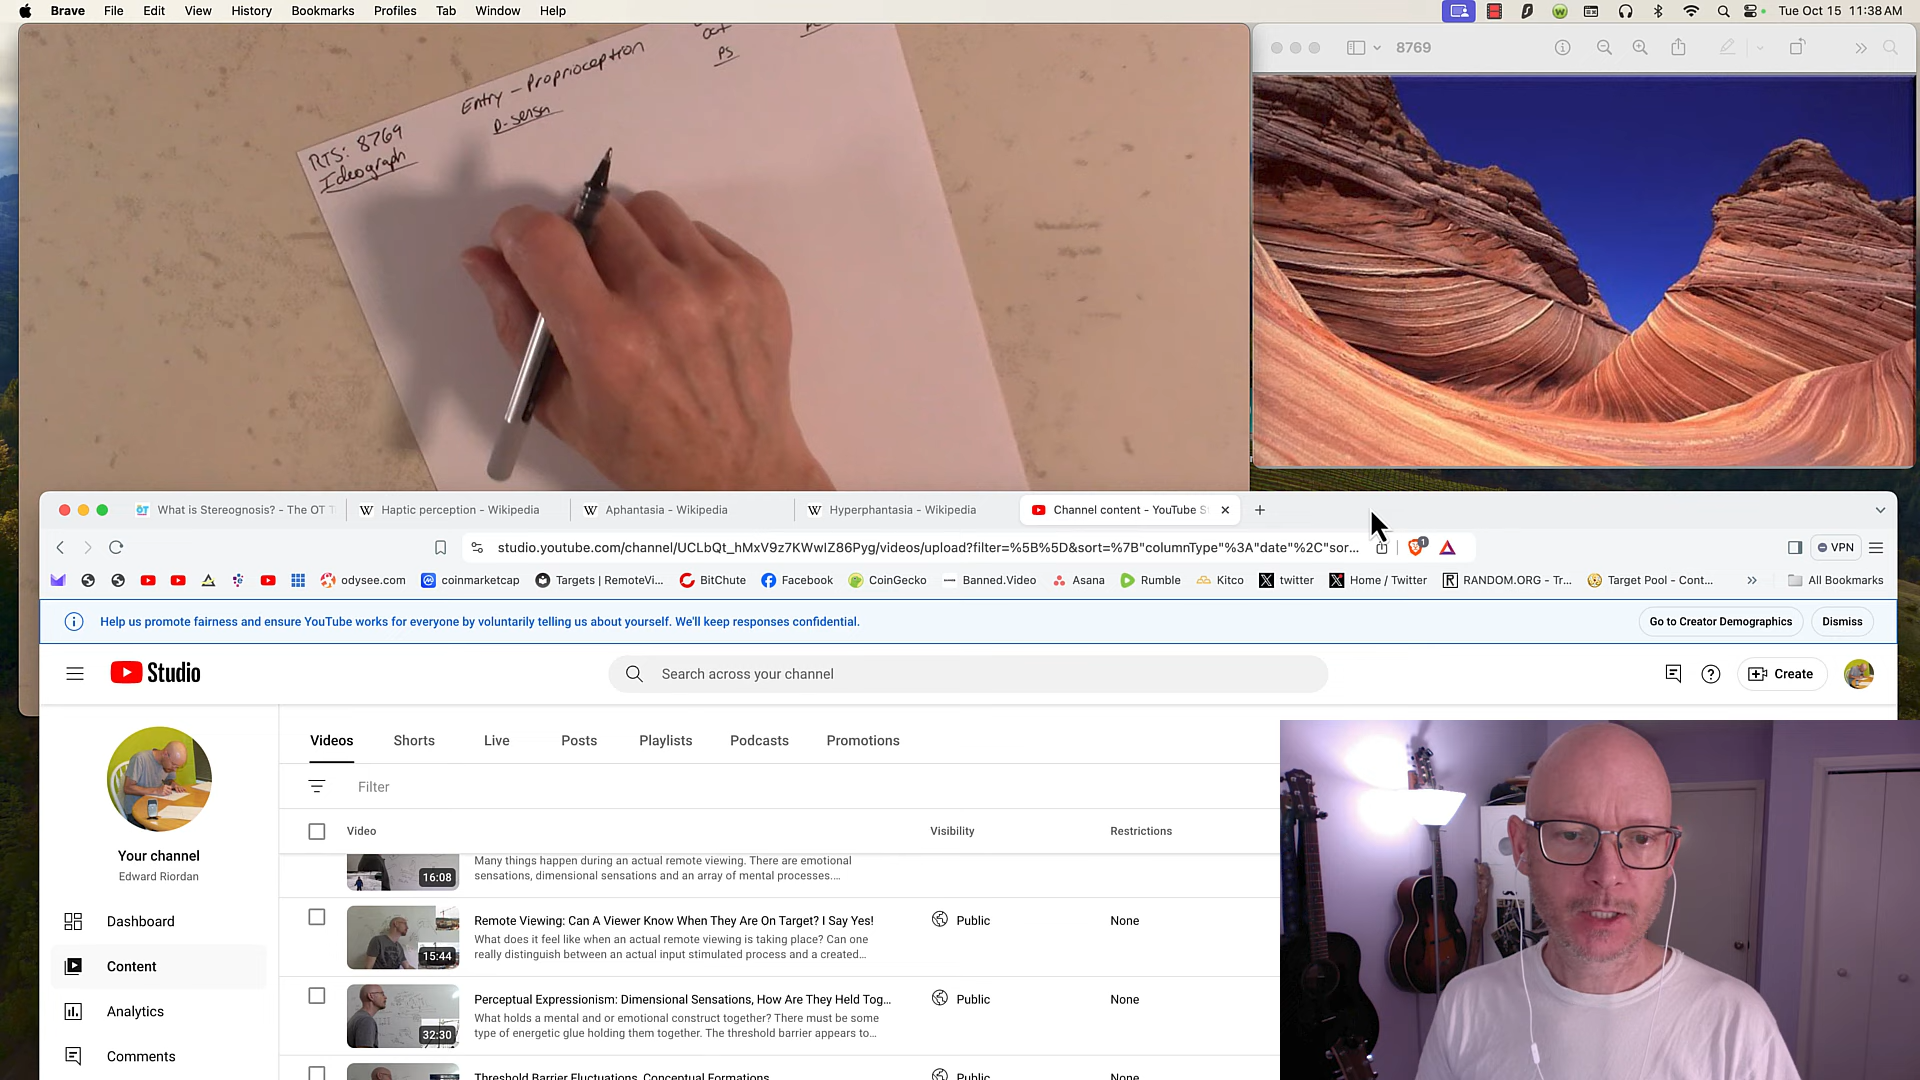 Brave File Edit View History Bookmarks Profiles Tab Window Help
Tue Oct 15 11:38 AM
8769
RTS: 8769
Ideograph
Entry - Proprioception
D-sensn
Out
PS
What is Stereognosis? - The OT T
Haptic perception - Wikipedia
Aphantasia - Wikipedia
Hyperphantasia - Wikipedia
Channel content - YouTube S
studio.youtube.com/channel/UCLbQt_hMxV9z7KWwIZ86Pyg/videos/upload?filter=%5B%5D&sort=%7B"columnType"%3A"date"%2C"sor...
1
VPN
odysee.com
coinmarketcap
Targets | RemoteVi...
BitChute
Facebook
CoinGecko
Banned.Video
Asana
Rumble
Kitco
twitter
Home / Twitter
RANDOM.ORG - Tr...
Target Pool - Cont...
All Bookmarks
Help us promote fairness and ensure YouTube works for everyone by voluntarily telling us about yourself. We'll keep responses confidential.
Go to Creator Demographics
Dismiss
Studio
Search across your channel
Create
Your channel
Edward Riordan
Dashboard
Content
Analytics
Comments
Videos Shorts Live Posts Playlists Podcasts Promotions
Filter
Video Visibility Restrictions
Many things happen during an actual remote viewing. There are emotional
sensations, dimensional sensations and an array of mental processes....
16:08
Remote Viewing: Can A Viewer Know When They Are On Target? I Say Yes!
What does it feel like when an actual remote viewing is taking place? Can one
really distinguish between an actual input stimulated process and a created...
15:44
Public None
Perceptual Expressionism: Dimensional Sensations, How Are They Held Tog...
What holds a mental and or emotional construct together? There must be some
type of energetic glue holding them together. The threshold barrier appears to...
32:30
Public None
Threshold Barrier Fluctuations, Conceptual Formations
Public None